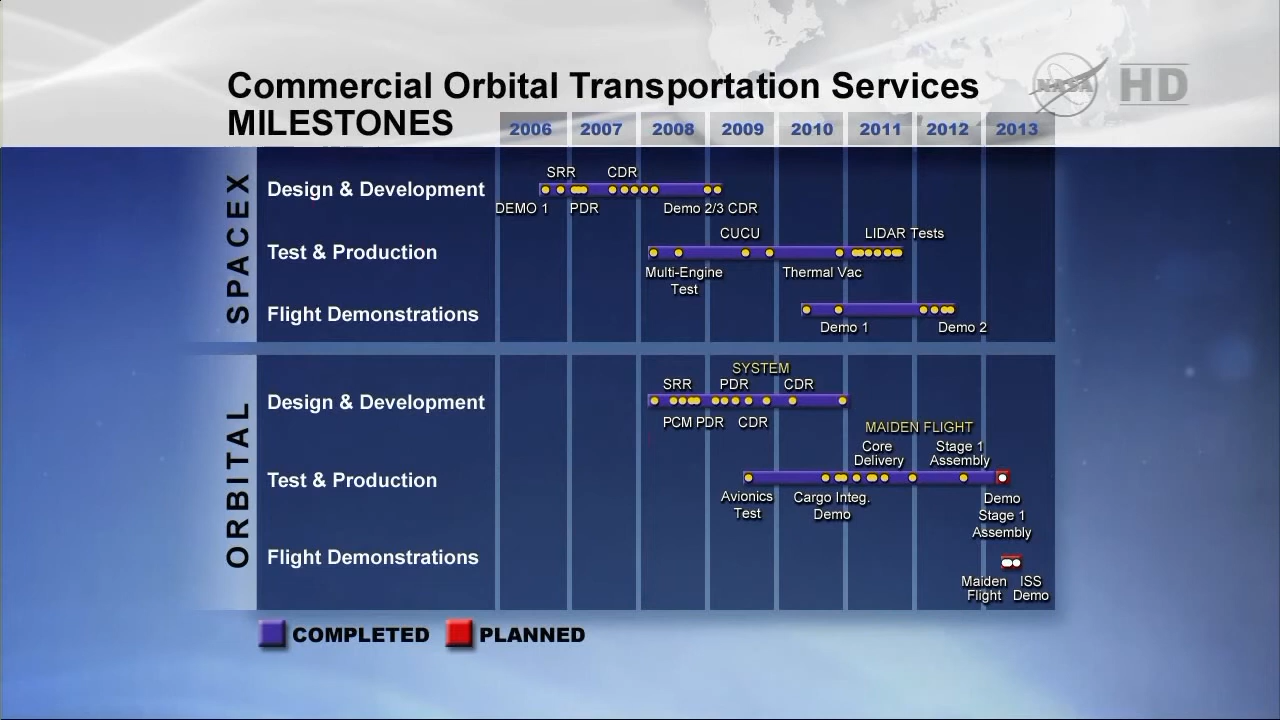 Commercial Orbital Transportation Services
MILESTONES
NASA HD
2006 2007 2008 2009 2010 2011 2012 2013
SPACEX
SRR CDR
Design & Development
DEMO 1 PDR Demo 2/3 CDR
CUCU LIDAR Tests
Test & Production
Multi-Engine Thermal Vac
Test
Flight Demonstrations
Demo 1 Demo 2
ORBITAL
SYSTEM
SRR PDR CDR
Design & Development
PCM PDR CDR
MAIDEN FLIGHT
Core Stage 1
Delivery Assembly
Test & Production
Avionics Cargo Integ. Demo
Test Demo Stage 1
Assembly
Flight Demonstrations
Maiden ISS
Flight Demo
COMPLETED PLANNED